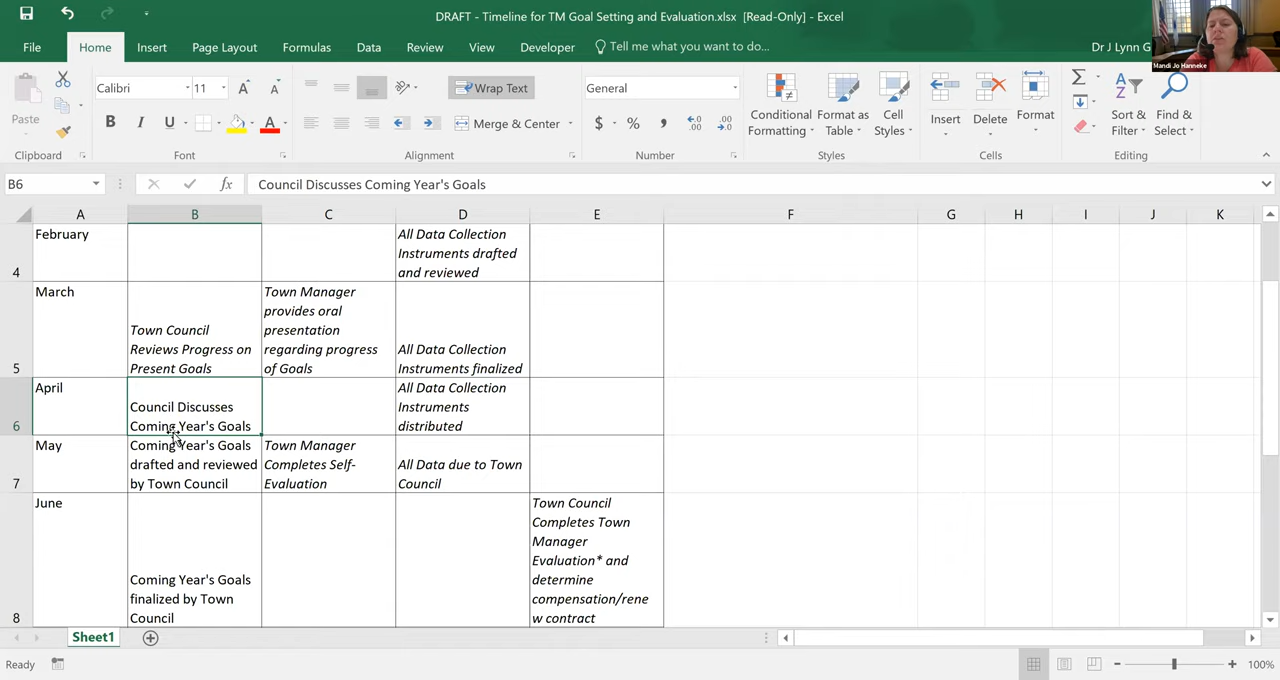 DRAFT - Timeline for TM Goal Setting and Evaluation.xlsx [Read-Only] - Excel
Mandi Jo Hanneke
File Home Insert Page Layout Formulas Data Review View Developer Tell me what you want to do... Dr J Lynn G
Calibri 11 Wrap Text General
Paste B I U A Merge & Center $ % Conditional Formatting Format as Table Cell Styles Insert Delete Format Sort & Filter Find & Select
Clipboard Font Alignment Number Styles Cells Editing
B6 fx Council Discusses Coming Year's Goals
A B C D E F G H I J K
4
February
All Data Collection
Instruments drafted
and reviewed
5
March
Town Council
Reviews Progress on
Present Goals
Town Manager
provides oral
presentation
regarding progress
of Goals
All Data Collection
Instruments finalized
6
April
Council Discusses
Coming Year's Goals
All Data Collection
Instruments
distributed
7
May
Coming Year's Goals
drafted and reviewed
by Town Council
Town Manager
Completes Self-
Evaluation
All Data due to Town
Council
8
June
Coming Year's Goals
finalized by Town
Council
Town Council
Completes Town
Manager
Evaluation* and
determine
compensation/rene
w contract
Sheet1
Ready 100%